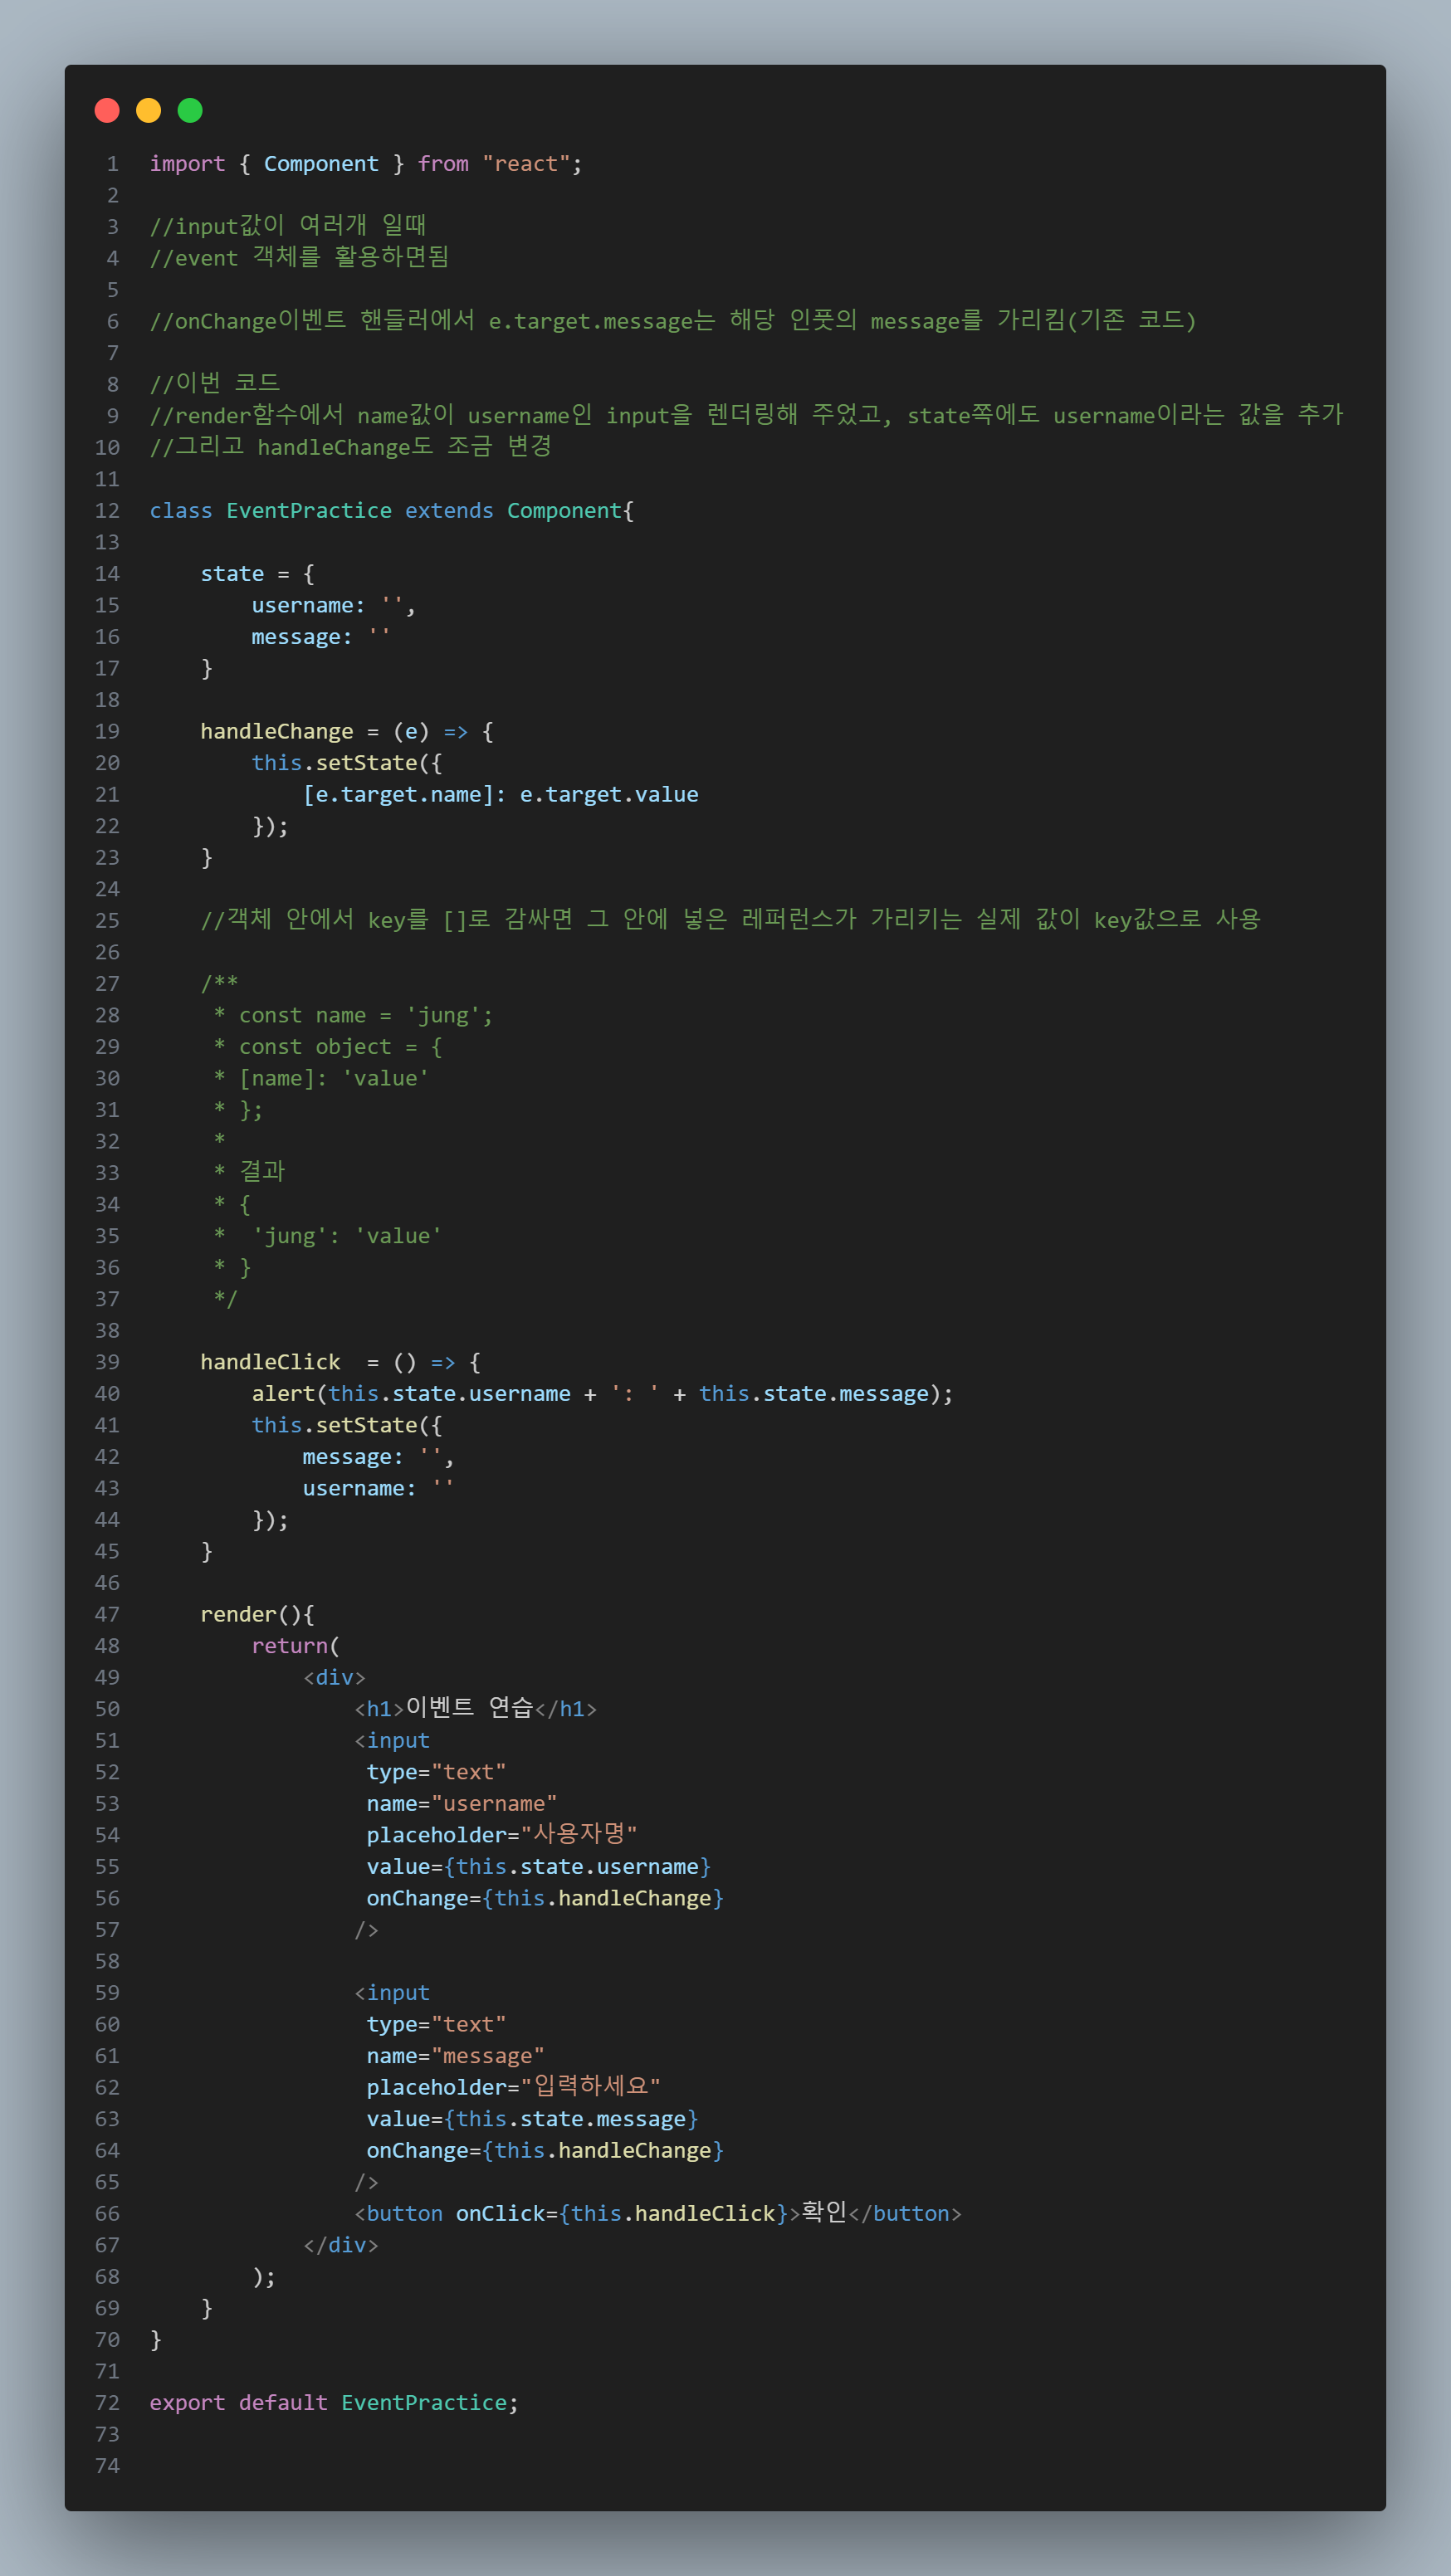 1 import { Component } from "react";
2
3 //input값이 여러개 일때
4 //event 객체를 활용하면됨
5
6 //onChange이벤트 핸들러에서 e.target.message는 해당 인풋의 message를 가리킴(기존 코드)
7
8 //이번 코드
9 //render함수에서 name값이 username인 input을 렌더링해 주었고, state쪽에도 username이라는 값을 추가
10 //그리고 handleChange도 조금 변경
11
12 class EventPractice extends Component{
13
14     state = {
15         username: '',
16         message: ''
17     }
18
19     handleChange = (e) => {
20         this.setState({
21             [e.target.name]: e.target.value
22         });
23     }
24
25     //객체 안에서 key를 []로 감싸면 그 안에 넣은 레퍼런스가 가리키는 실제 값이 key값으로 사용
26
27     /**
28      * const name = 'jung';
29      * const object = {
30      * [name]: 'value'
31      * };
32      *
33      * 결과
34      * {
35      *  'jung': 'value'
36      * }
37      */
38
39     handleClick  = () => {
40         alert(this.state.username + ': ' + this.state.message);
41         this.setState({
42             message: '',
43             username: ''
44         });
45     }
46
47     render(){
48         return(
49             <div>
50                 <h1>이벤트 연습</h1>
51                 <input
52                  type="text"
53                  name="username"
54                  placeholder="사용자명"
55                  value={this.state.username}
56                  onChange={this.handleChange}
57                 />
58
59                 <input
60                  type="text"
61                  name="message"
62                  placeholder="입력하세요"
63                  value={this.state.message}
64                  onChange={this.handleChange}
65                 />
66                 <button onClick={this.handleClick}>확인</button>
67             </div>
68         );
69     }
70 }
71
72 export default EventPractice;
73
74